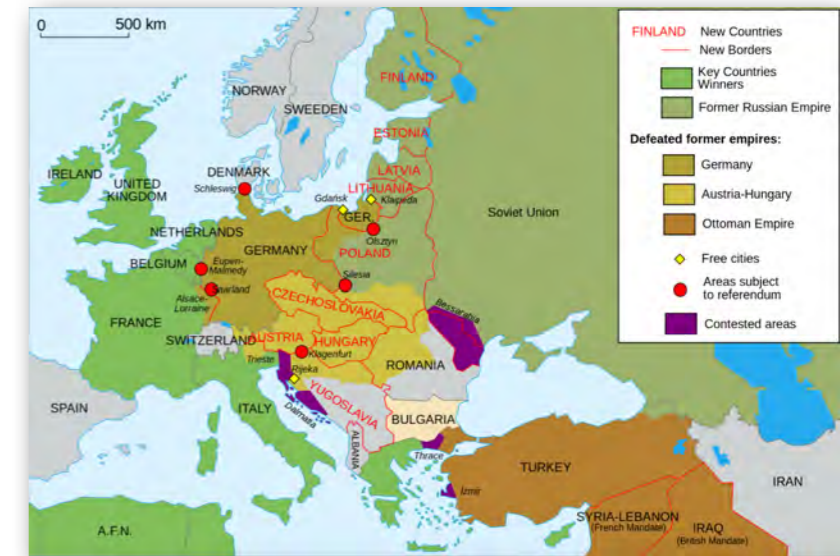 0 500 km
NORWAY
SWEEDEN
FINLAND
ESTONIA
LATVIA
LITHUANIA
Klaipeda
DENMARK
Schleswig
IRELAND
UNITED
KINGDOM
Gdańsk
GER.
Olsztyn
Soviet Union
NETHERLANDS
GERMANY
POLAND
BELGIUM
Eupen-
Malmedy
Silesia
Saarland
Alsace-
Lorraine
CZECHOSLOVAKIA
Bessarabia
FRANCE
SWITZERLAND
AUSTRIA
HUNGARY
Klagenfurt
Trieste
Rijeka
ROMANIA
SPAIN
ITALY
Dalmatia
YUGOSLAVIA
BULGARIA
ALBANIA
Thrace
TURKEY
Izmir
IRAN
A.F.N.
SYRIA-LEBANON
(French Mandate)
IRAQ
(British Mandate)
FINLAND New Countries
New Borders
Key Countries
Winners
Former Russian Empire
Defeated former empires:
Germany
Austria-Hungary
Ottoman Empire
Free cities
Areas subject
to referendum
Contested areas